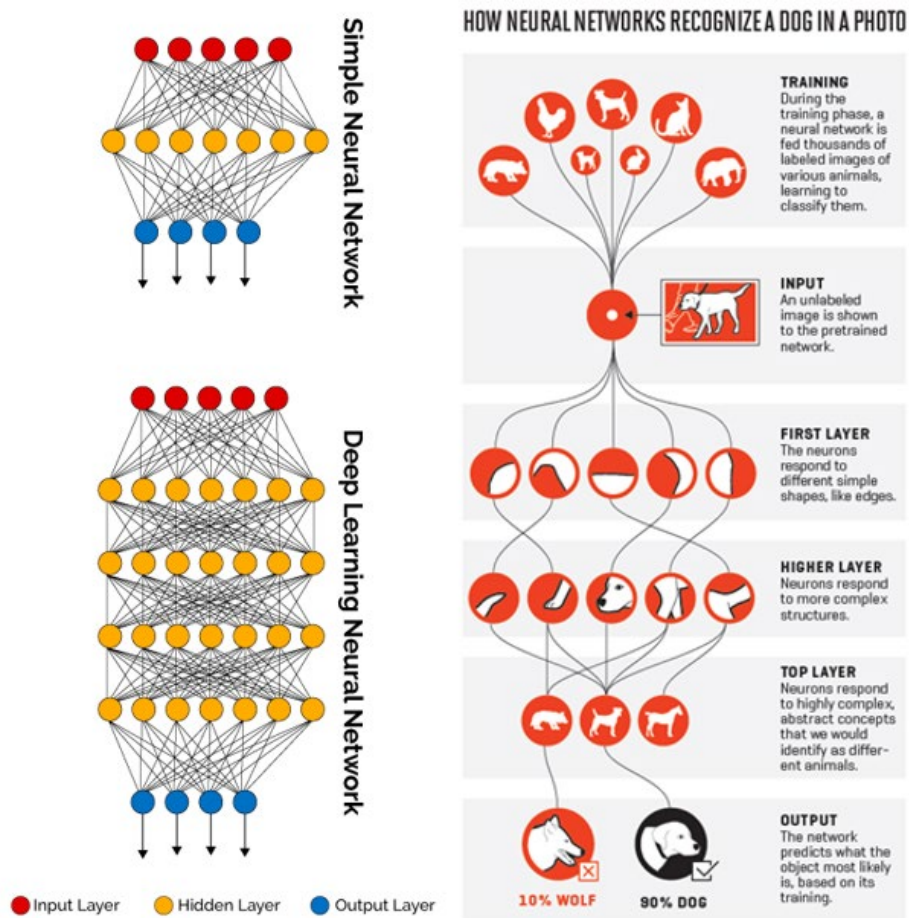 Simple Neural Network
Deep Learning Neural Network
Input Layer
Hidden Layer
Output Layer
HOW NEURAL NETWORKS RECOGNIZE A DOG IN A PHOTO
TRAINING
During the
training phase, a
neural network is
fed thousands of
labeled images of
various animals,
learning to
classify them.
INPUT
An unlabeled
image is shown
to the pretrained
network.
FIRST LAYER
The neurons
respond to
different simple
shapes, like edges.
HIGHER LAYER
Neurons respond
to more complex
structures.
TOP LAYER
Neurons respond
to highly complex,
abstract concepts
that we would
identify as differ-
ent animals.
OUTPUT
The network
predicts what the
object most likely
is, based on its
training.
10% WOLF
90% DOG